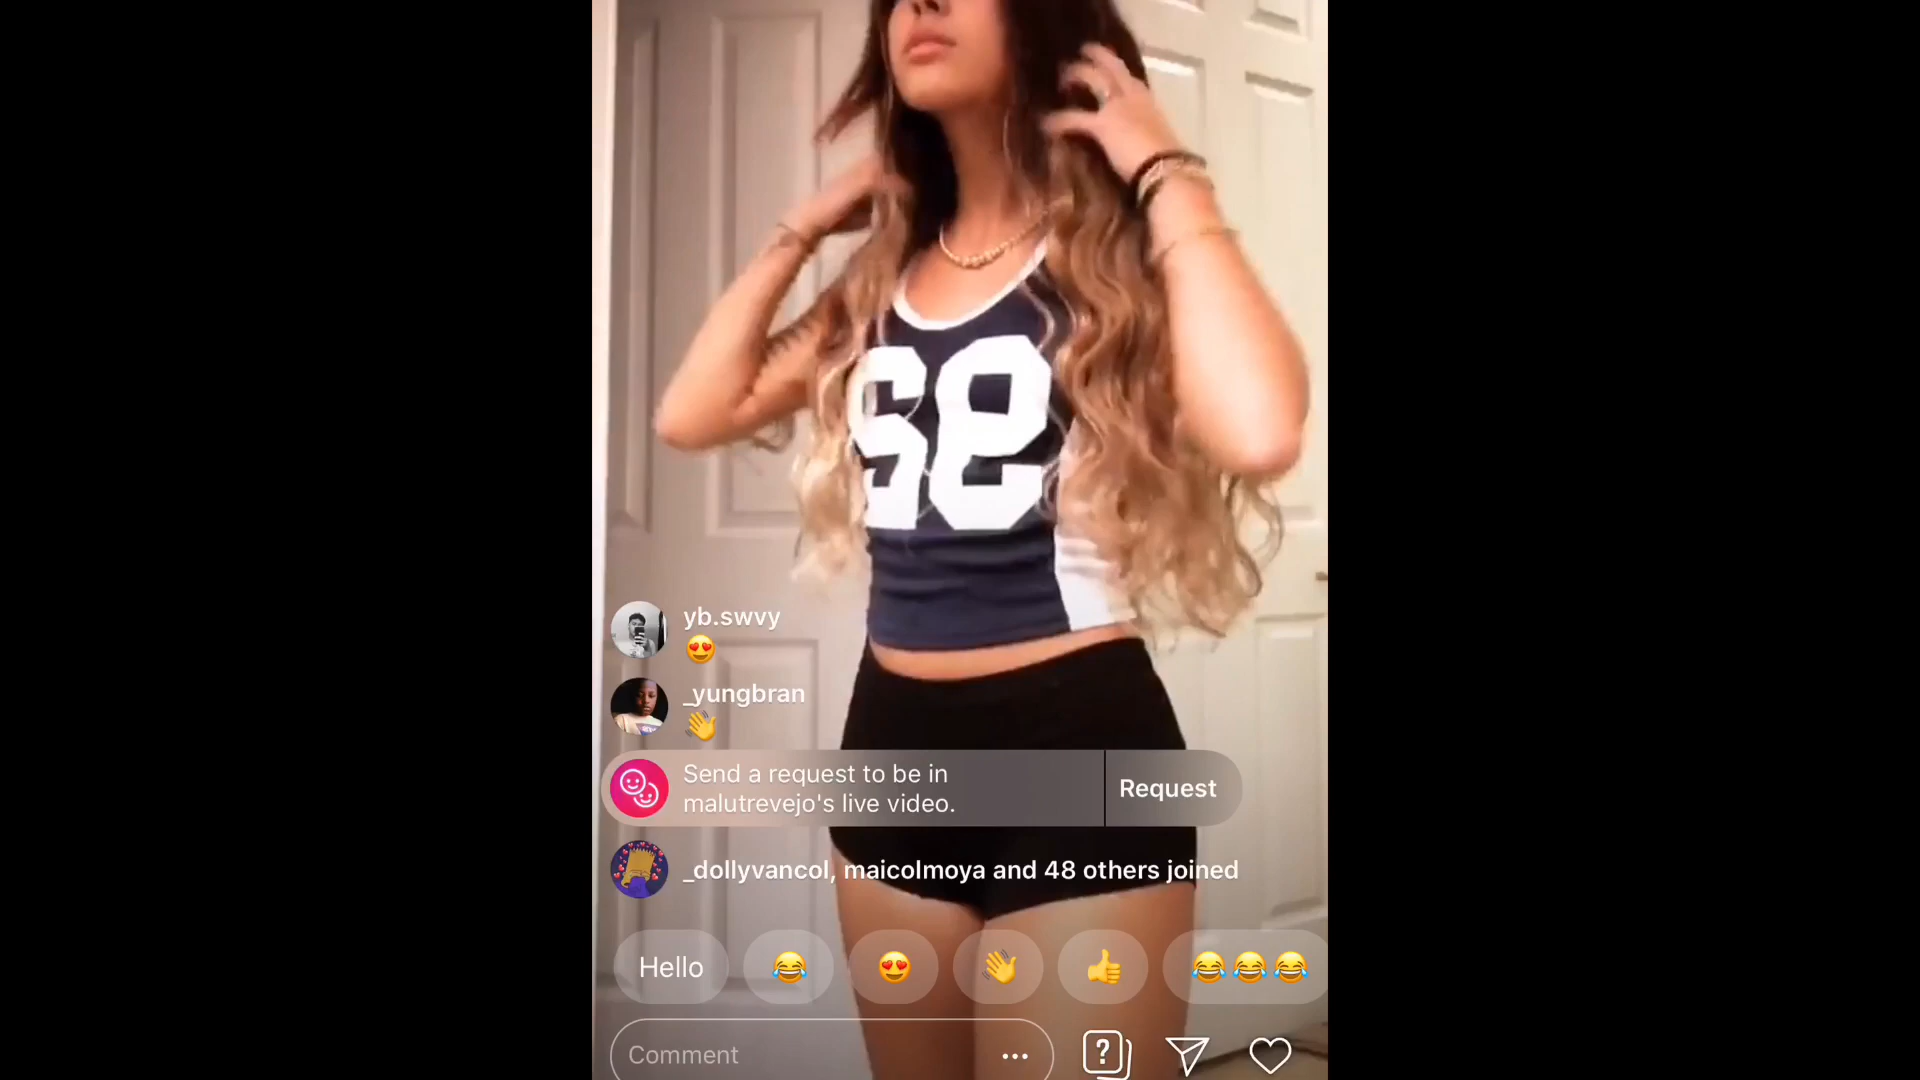 92
yb.swvy
😍
_yungbran
👋
Send a request to be in
malutrevejo's live video.
Request
_dollyvancol, maicolmoya and 48 others joined
Hello 😂 😍 👋 👍 😂😂😂
Comment ... ?